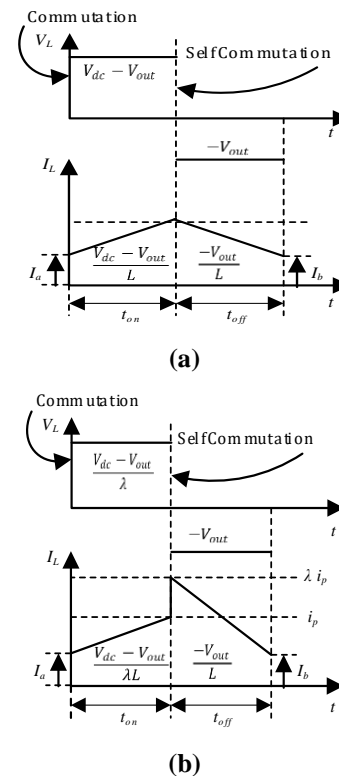 Commutation
V_L
SelfCommutation
V_dc − V_out
t
−V_out
I_L
I_a
(V_dc − V_out)/L
−V_out/L
I_b
t_on
t_off
t
(a)
Commutation
V_L
SelfCommutation
(V_dc − V_out)/λ
t
−V_out
I_L
λ i_p
i_p
I_a
(V_dc − V_out)/λL
−V_out/L
I_b
t_on
t_off
t
(b)